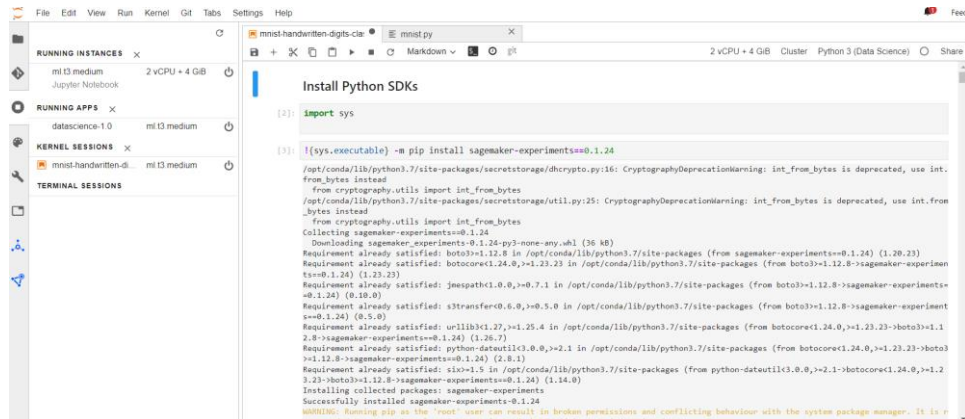 File Edit View Run Kernel Git Tabs Settings Help
RUNNING INSTANCES
ml.t3.medium 2 vCPU + 4 GiB
Jupyter Notebook
RUNNING APPS
datascience-1.0 ml.t3.medium
KERNEL SESSIONS
mnist-handwritten-di... ml.t3.medium
TERMINAL SESSIONS
mnist-handwritten-digits-clas mnist.py
Markdown git 2 vCPU + 4 GiB Cluster Python 3 (Data Science) Share
Install Python SDKs
[2]: import sys
[3]: !{sys.executable} -m pip install sagemaker-experiments==0.1.24
/opt/conda/lib/python3.7/site-packages/secretstorage/dhcrypto.py:16: CryptographyDeprecationWarning: int_from_bytes is deprecated, use int.
from_bytes instead
from cryptography.utils import int_from_bytes
/opt/conda/lib/python3.7/site-packages/secretstorage/util.py:25: CryptographyDeprecationWarning: int_from_bytes is deprecated, use int.from
_bytes instead
from cryptography.utils import int_from_bytes
Collecting sagemaker-experiments==0.1.24
Downloading sagemaker_experiments-0.1.24-py3-none-any.whl (36 kB)
Requirement already satisfied: boto3>=1.12.8 in /opt/conda/lib/python3.7/site-packages (from sagemaker-experiments==0.1.24) (1.20.23)
Requirement already satisfied: botocore<1.24.0,>=1.23.23 in /opt/conda/lib/python3.7/site-packages (from boto3>=1.12.8->sagemaker-experimen
ts==0.1.24) (1.23.23)
Requirement already satisfied: jmespath<1.0.0,>=0.7.1 in /opt/conda/lib/python3.7/site-packages (from boto3>=1.12.8->sagemaker-experiments=
=0.1.24) (0.10.0)
Requirement already satisfied: s3transfer<0.6.0,>=0.5.0 in /opt/conda/lib/python3.7/site-packages (from boto3>=1.12.8->sagemaker-experiment
s==0.1.24) (0.5.0)
Requirement already satisfied: urllib3<1.27,>=1.25.4 in /opt/conda/lib/python3.7/site-packages (from botocore<1.24.0,>=1.23.23->boto3>=1.1
2.8->sagemaker-experiments==0.1.24) (1.26.7)
Requirement already satisfied: python-dateutil<3.0.0,>=2.1 in /opt/conda/lib/python3.7/site-packages (from botocore<1.24.0,>=1.23.23->boto3
>=1.12.8->sagemaker-experiments==0.1.24) (2.8.1)
Requirement already satisfied: six>=1.5 in /opt/conda/lib/python3.7/site-packages (from python-dateutil<3.0.0,>=2.1->botocore<1.24.0,>=1.2
3.23->boto3>=1.12.8->sagemaker-experiments==0.1.24) (1.14.0)
Installing collected packages: sagemaker-experiments
Successfully installed sagemaker-experiments-0.1.24
WARNING: Running pip as the 'root' user can result in broken permissions and conflicting behaviour with the system package manager. It is r